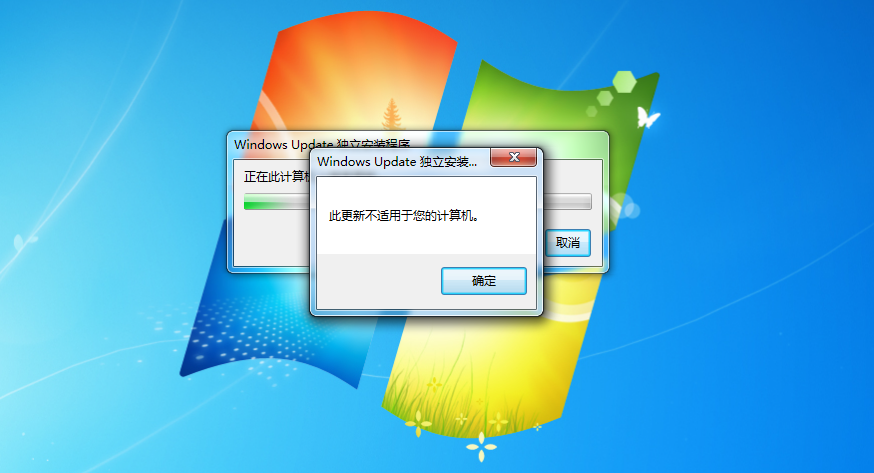 Windows Update 独立安装程序
Windows Update 独立安装...
正在此计算机
此更新不适用于您的计算机。
取消
确定